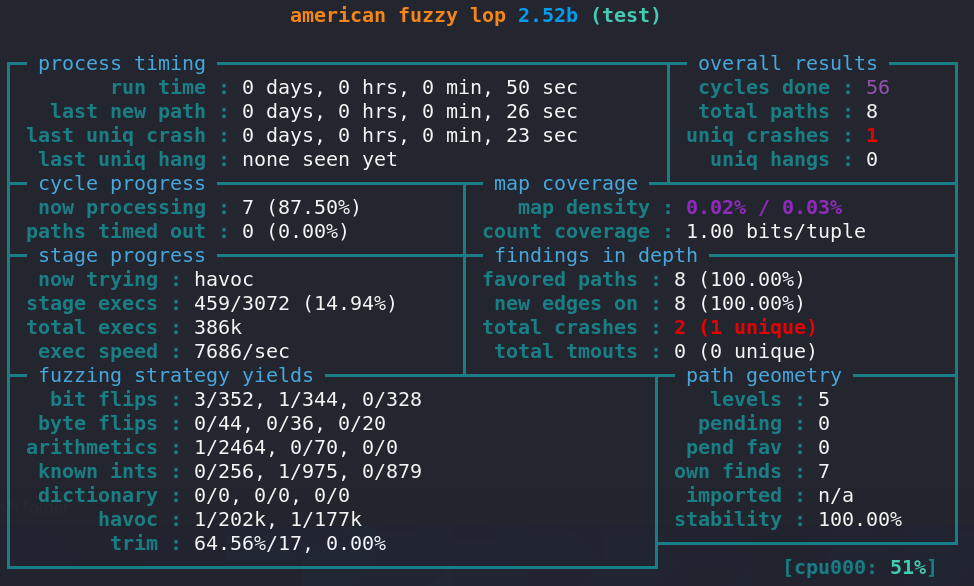 american fuzzy lop 2.52b (test)
process timing
run time : 0 days, 0 hrs, 0 min, 50 sec
last new path : 0 days, 0 hrs, 0 min, 26 sec
last uniq crash : 0 days, 0 hrs, 0 min, 23 sec
last uniq hang : none seen yet
overall results
cycles done : 56
total paths : 8
uniq crashes : 1
uniq hangs : 0
cycle progress
now processing : 7 (87.50%)
paths timed out : 0 (0.00%)
map coverage
map density : 0.02% / 0.03%
count coverage : 1.00 bits/tuple
stage progress
now trying : havoc
stage execs : 459/3072 (14.94%)
total execs : 386k
exec speed : 7686/sec
findings in depth
favored paths : 8 (100.00%)
new edges on : 8 (100.00%)
total crashes : 2 (1 unique)
total tmouts : 0 (0 unique)
fuzzing strategy yields
bit flips : 3/352, 1/344, 0/328
byte flips : 0/44, 0/36, 0/20
arithmetics : 1/2464, 0/70, 0/0
known ints : 0/256, 1/975, 0/879
dictionary : 0/0, 0/0, 0/0
havoc : 1/202k, 1/177k
trim : 64.56%/17, 0.00%
path geometry
levels : 5
pending : 0
pend fav : 0
own finds : 7
imported : n/a
stability : 100.00%
[cpu000: 51%]